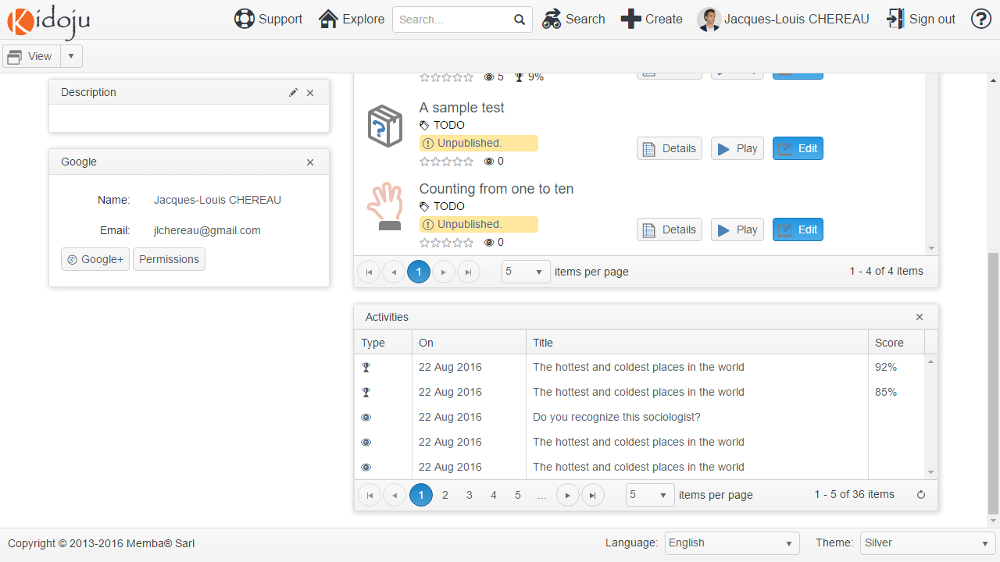 Kidoju Support Explore Search... Search Create Jacques-Louis CHEREAU Sign out
View
Description
5 9%
A sample test
TODO
Unpublished.
Details Play Edit
0
Google
Name: Jacques-Louis CHEREAU
Email: jlchereau@gmail.com
Google+ Permissions
Counting from one to ten
TODO
Unpublished.
Details Play Edit
0
1 5 items per page 1 - 4 of 4 items
Activities
Type On Title Score
22 Aug 2016 The hottest and coldest places in the world 92%
22 Aug 2016 The hottest and coldest places in the world 85%
22 Aug 2016 Do you recognize this sociologist?
22 Aug 2016 The hottest and coldest places in the world
22 Aug 2016 The hottest and coldest places in the world
1 2 3 4 5 ... 5 items per page 1 - 5 of 36 items
Copyright © 2013-2016 Memba® Sarl Language: English Theme: Silver